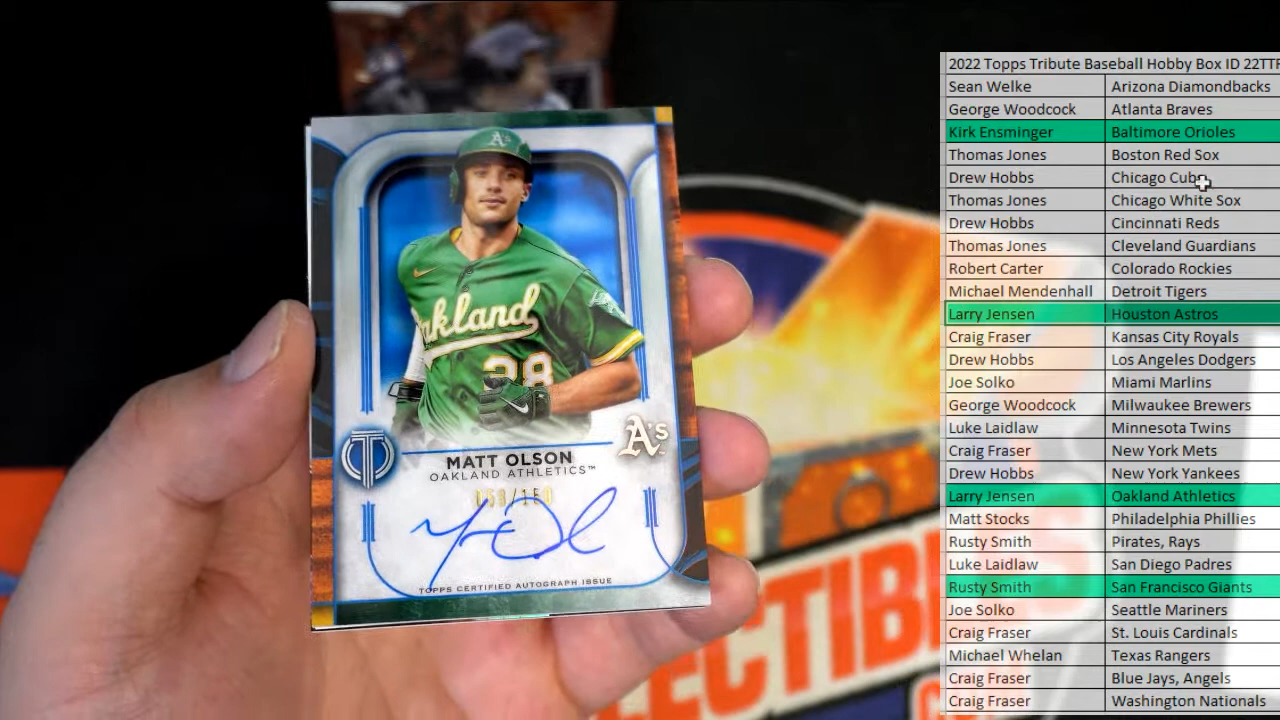 A's
Oakland
28
A's
MATT OLSON
OAKLAND ATHLETICS™
TOPPS CERTIFIED AUTOGRAPH ISSUE
LECTIBLES
2022 Topps Tribute Baseball Hobby Box ID 22TTR
Sean Welke Arizona Diamondbacks
George Woodcock Atlanta Braves
Kirk Ensminger Baltimore Orioles
Thomas Jones Boston Red Sox
Drew Hobbs Chicago Cubs
Thomas Jones Chicago White Sox
Drew Hobbs Cincinnati Reds
Thomas Jones Cleveland Guardians
Robert Carter Colorado Rockies
Michael Mendenhall Detroit Tigers
Larry Jensen Houston Astros
Craig Fraser Kansas City Royals
Drew Hobbs Los Angeles Dodgers
Joe Solko Miami Marlins
George Woodcock Milwaukee Brewers
Luke Laidlaw Minnesota Twins
Craig Fraser New York Mets
Drew Hobbs New York Yankees
Larry Jensen Oakland Athletics
Matt Stocks Philadelphia Phillies
Rusty Smith Pirates, Rays
Luke Laidlaw San Diego Padres
Rusty Smith San Francisco Giants
Joe Solko Seattle Mariners
Craig Fraser St. Louis Cardinals
Michael Whelan Texas Rangers
Craig Fraser Blue Jays, Angels
Craig Fraser Washington Nationals